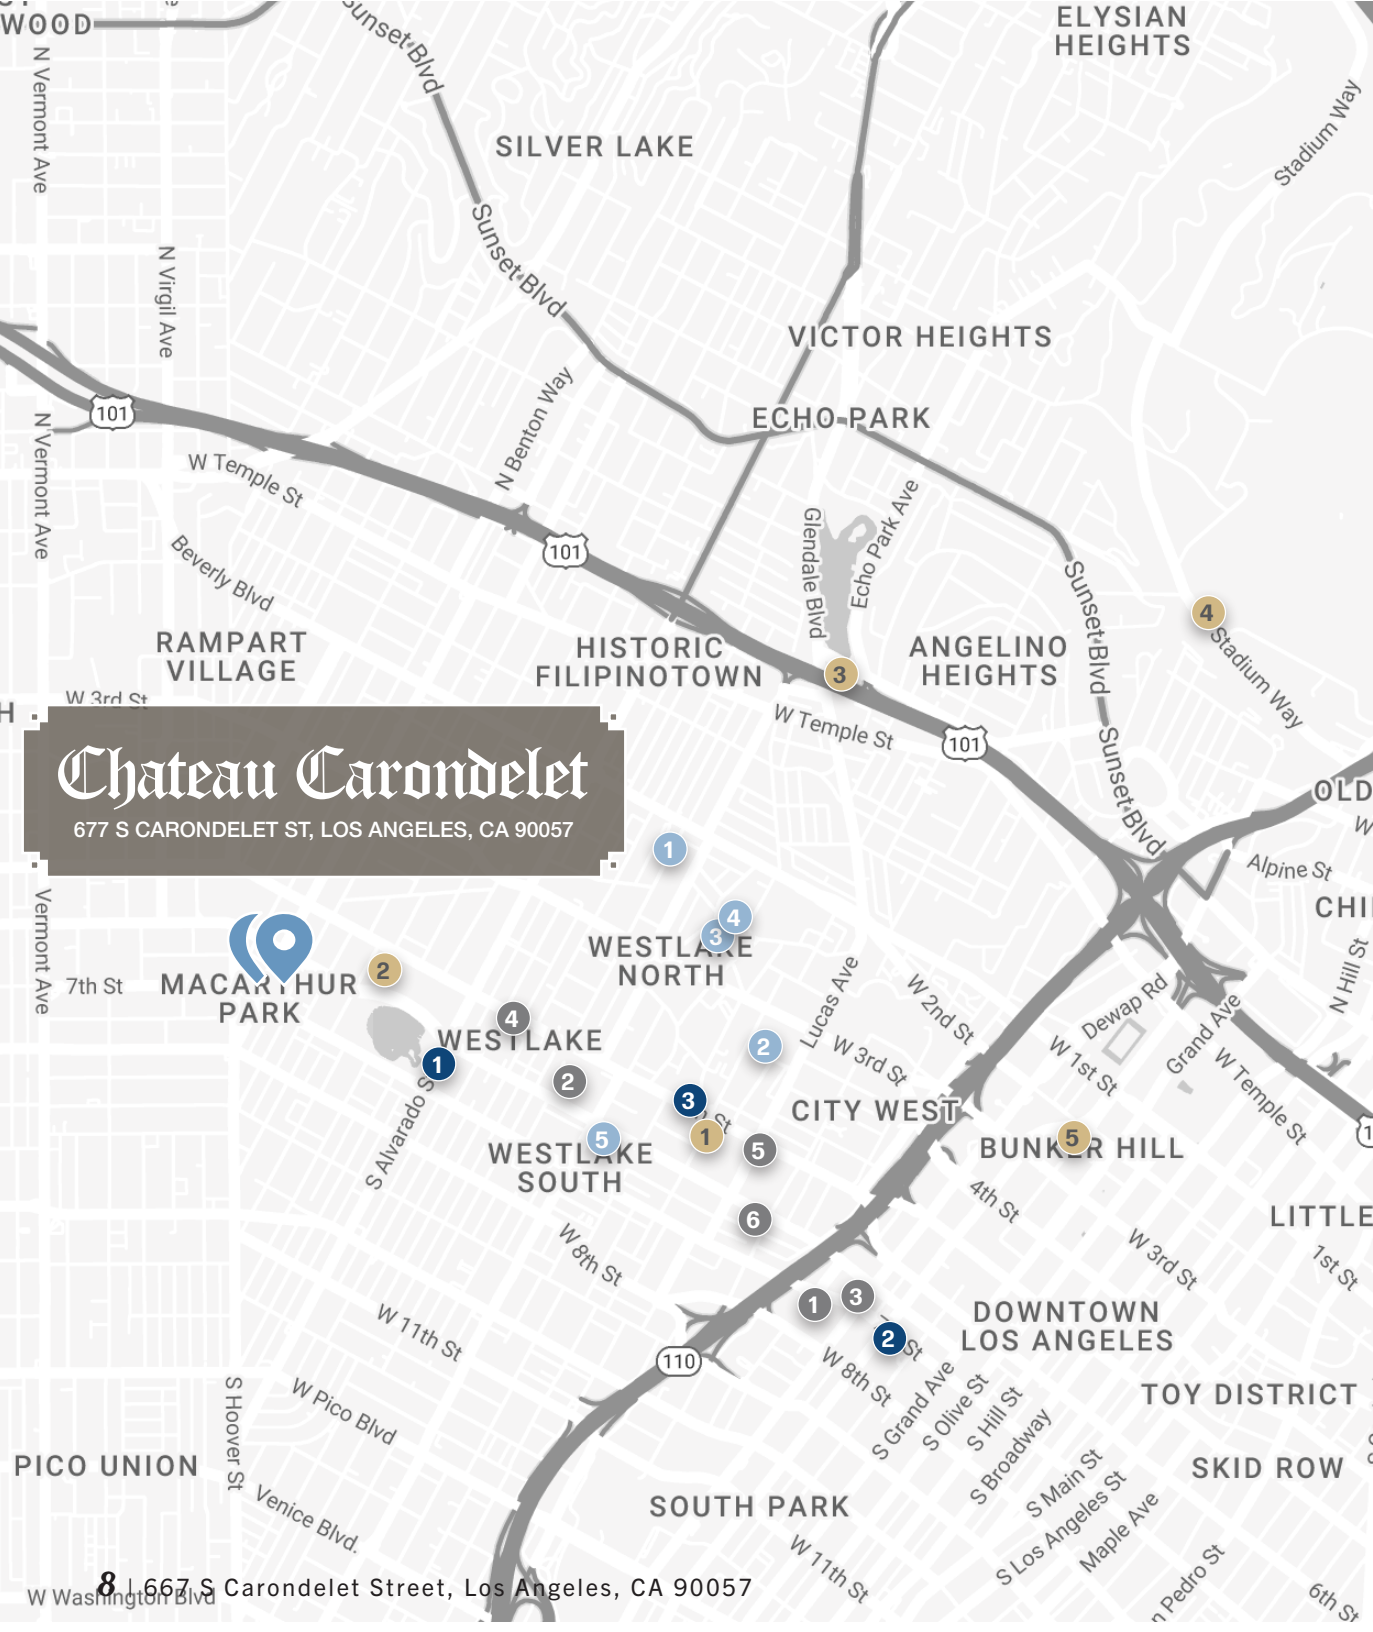 WOOD
N Vermont Ave
Sunset Blvd
ELYSIAN
HEIGHTS
Stadium Way
SILVER LAKE
Sunset Blvd
N Virgil Ave
VICTOR HEIGHTS
101
N Benton Way
ECHO PARK
N Vermont Ave
W Temple St
Glendale Blvd
Echo Park Ave
101
Beverly Blvd
Sunset Blvd
4
Stadium Way
RAMPART
VILLAGE
HISTORIC
FILIPINOTOWN
ANGELINO
HEIGHTS
3
W 3rd St
H
W Temple St
101
Sunset Blvd
Chateau Carondelet
677 S CARONDELET ST, LOS ANGELES, CA 90057
OLD
W
1
Alpine St
CHI
Vermont Ave
4
3
WESTLAKE
NORTH
7th St
MACARTHUR
PARK
2
Lucas Ave
W 2nd St
Dewap Rd
Grand Ave
N Hill St
4
WESTLAKE
1
2
2
W 3rd St
W 1st St
W Temple St
3
CITY WEST
1
S Alvarado S
1
5
WESTLAKE
SOUTH
5
5
BUNKER HILL
4th St
6
LITTLE
W 8th St
W 3rd St
1st St
1
3
2
St
DOWNTOWN
LOS ANGELES
W 11th St
110
W 8th St
S Grand Ave
S Olive St
S Hill St
S Broadway
TOY DISTRICT
S Hoover St
W Pico Blvd
PICO UNION
SKID ROW
S Main St
S Los Angeles St
Maple Ave
Venice Blvd.
SOUTH PARK
W 11th St
n Pedro St
6th St
W Washington Blvd
8 | 667 S Carondelet Street, Los Angeles, CA 90057